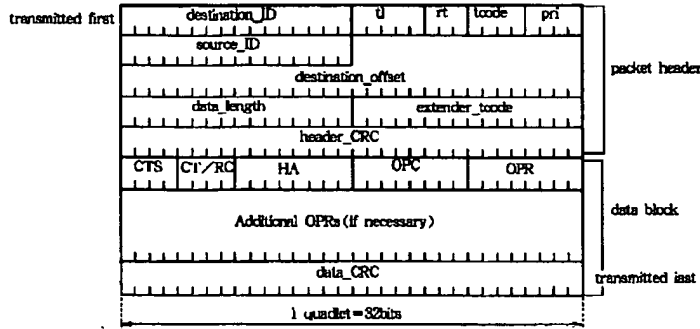 transmitted first
destination_ID tl rt tcode pri
source_ID
destination_offset
packet header
data_length extender_tcode
header_CRC
CTS CT/RC HA OPC OPR
data block
Additional OPRs(if necessary)
data_CRC
transmitted last
1 quadlet=32bits